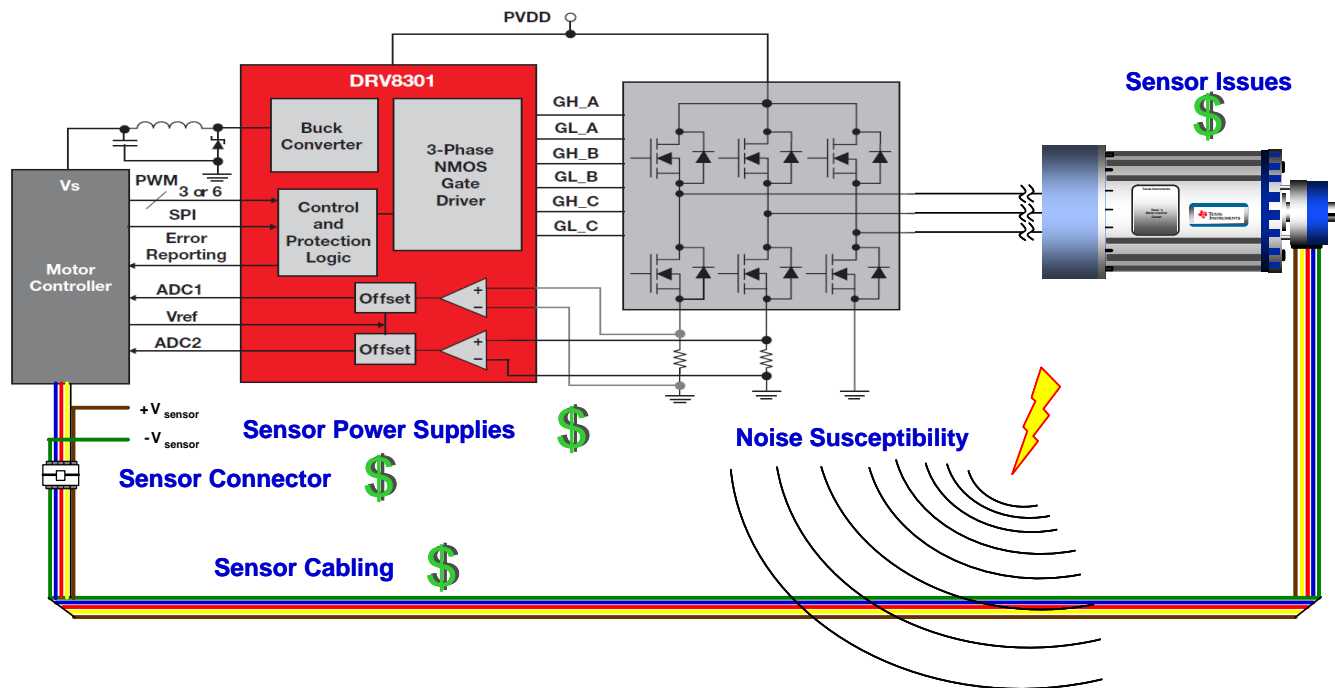 PVDD
DRV8301
Buck
Converter
3-Phase
NMOS
Gate
Driver
GH_A
GL_A
GH_B
GL_B
GH_C
GL_C
Sensor Issues
$
Vs
PWM
3 or 6
SPI
Error
Reporting
Control
and
Protection
Logic
Motor
Controller
ADC1
Vref
ADC2
Offset
Offset
+
−
+
−
TEXAS
INSTRUMENTS
+V sensor
-V sensor
Sensor Power Supplies
$
Noise Susceptibility
Sensor Connector
$
Sensor Cabling
$